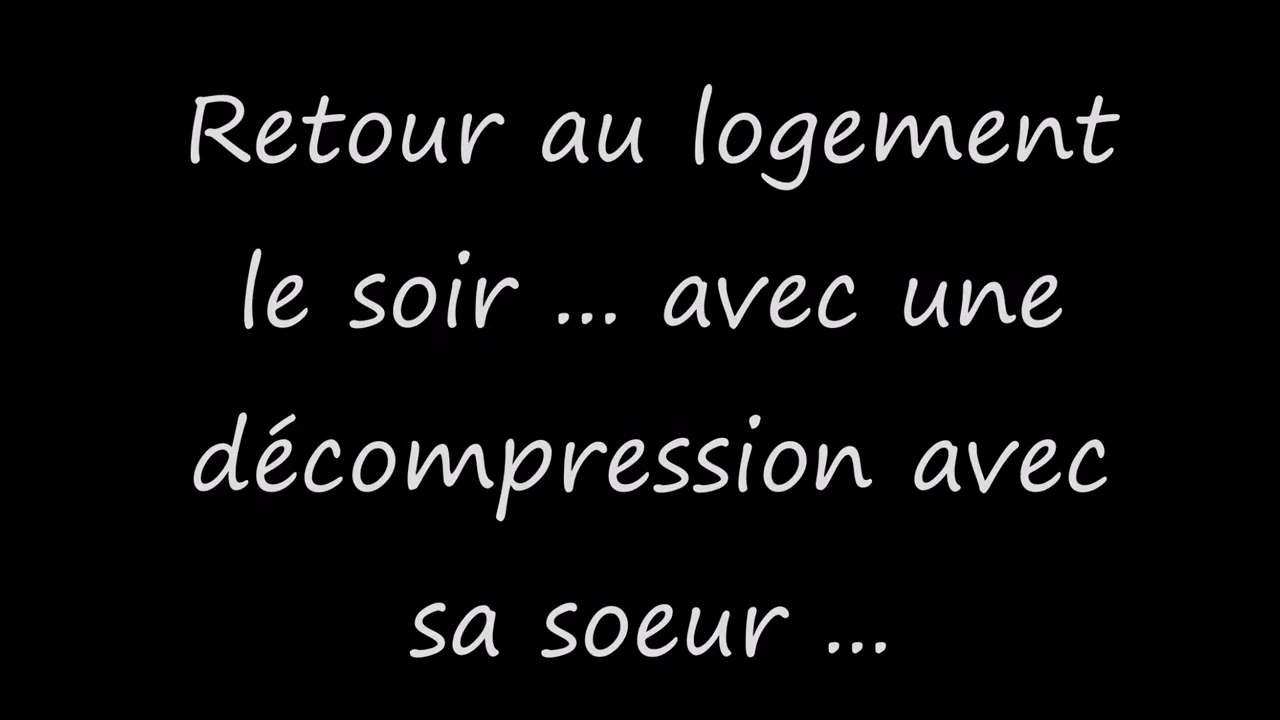 Retour au logement
le soir ... avec une
décompression avec
sa soeur ...